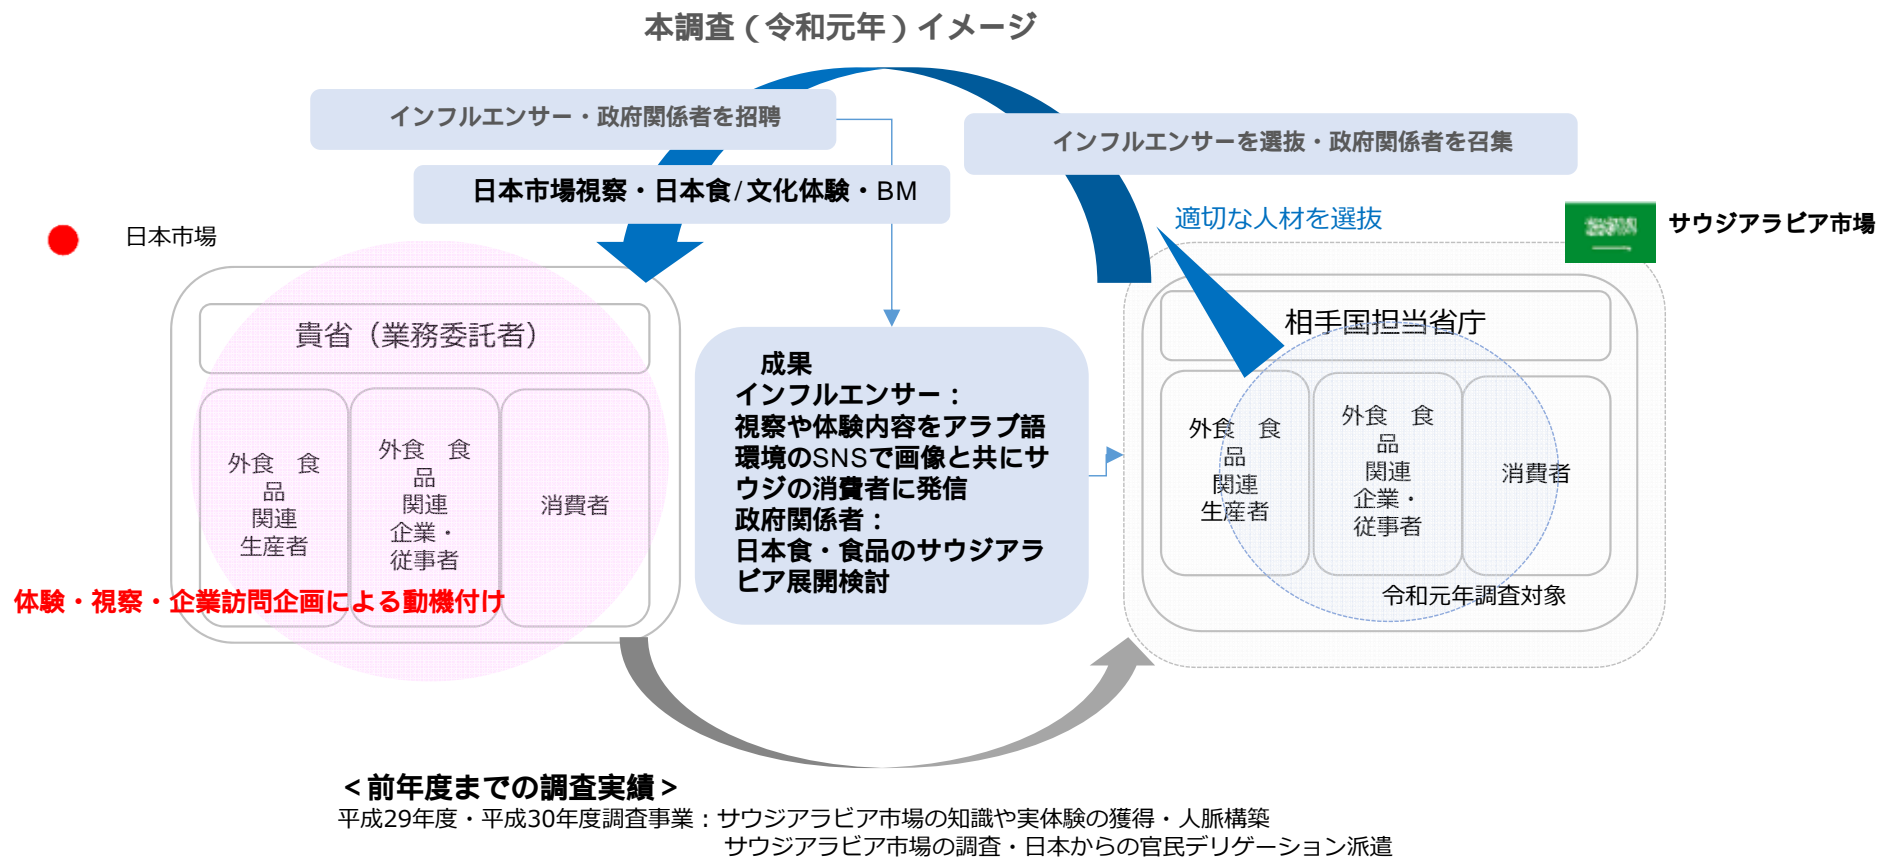 本調査（令和元年）イメージ
インフルエンサー・政府関係者を招聘
インフルエンサーを選抜・政府関係者を召集
日本市場視察・日本食/文化体験・BM
適切な人材を選抜
サウジアラビア市場
日本市場
貴省（業務委託者）
相手国担当省庁
成果
インフルエンサー：
視察や体験内容をアラブ語
環境のSNSで画像と共にサ
ウジの消費者に発信
政府関係者：
日本食・食品のサウジアラ
ビア展開検討
外食　食
品
関連
生産者
外食　食
品
関連
企業・
従事者
消費者
外食　食
品
関連
生産者
外食　食
品
関連
企業・
従事者
消費者
令和元年調査対象
体験・視察・企業訪問企画による動機付け
＜前年度までの調査実績＞
平成29年度・平成30年度調査事業：サウジアラビア市場の知識や実体験の獲得・人脈構築
サウジアラビア市場の調査・日本からの官民デリゲーション派遣